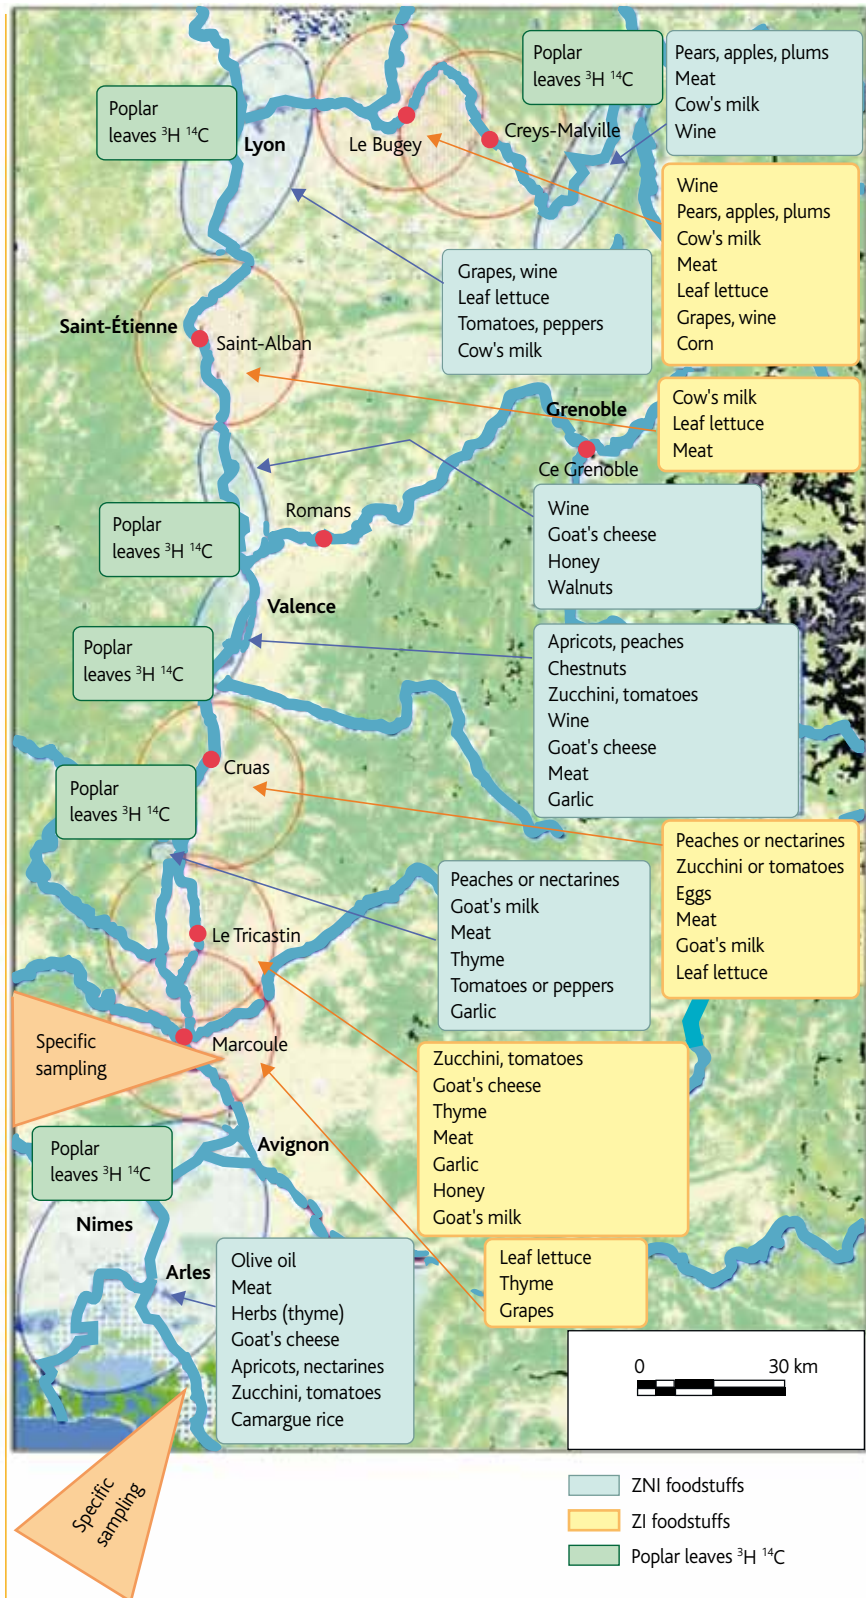 Poplar
leaves ³H ¹⁴C
Pears, apples, plums
Meat
Cow's milk
Wine
Poplar
leaves ³H ¹⁴C
Lyon
Le Bugey
Creys-Malville
Wine
Pears, apples, plums
Cow's milk
Meat
Leaf lettuce
Grapes, wine
Corn
Grapes, wine
Leaf lettuce
Tomatoes, peppers
Cow's milk
Saint-Étienne
Saint-Alban
Cow's milk
Leaf lettuce
Meat
Grenoble
Ce Grenoble
Romans
Poplar
leaves ³H ¹⁴C
Wine
Goat's cheese
Honey
Walnuts
Valence
Poplar
leaves ³H ¹⁴C
Apricots, peaches
Chestnuts
Zucchini, tomatoes
Wine
Goat's cheese
Meat
Garlic
Cruas
Poplar
leaves ³H ¹⁴C
Peaches or nectarines
Zucchini or tomatoes
Eggs
Meat
Goat's milk
Leaf lettuce
Peaches or nectarines
Goat's milk
Meat
Thyme
Tomatoes or peppers
Garlic
Le Tricastin
Marcoule
Specific
sampling
Zucchini, tomatoes
Goat's cheese
Thyme
Meat
Garlic
Honey
Goat's milk
Poplar
leaves ³H ¹⁴C
Avignon
Nimes
Arles
Olive oil
Meat
Herbs (thyme)
Goat's cheese
Apricots, nectarines
Zucchini, tomatoes
Camargue rice
Leaf lettuce
Thyme
Grapes
0 30 km
Specific
sampling
ZNI foodstuffs
ZI foodstuffs
Poplar leaves ³H ¹⁴C